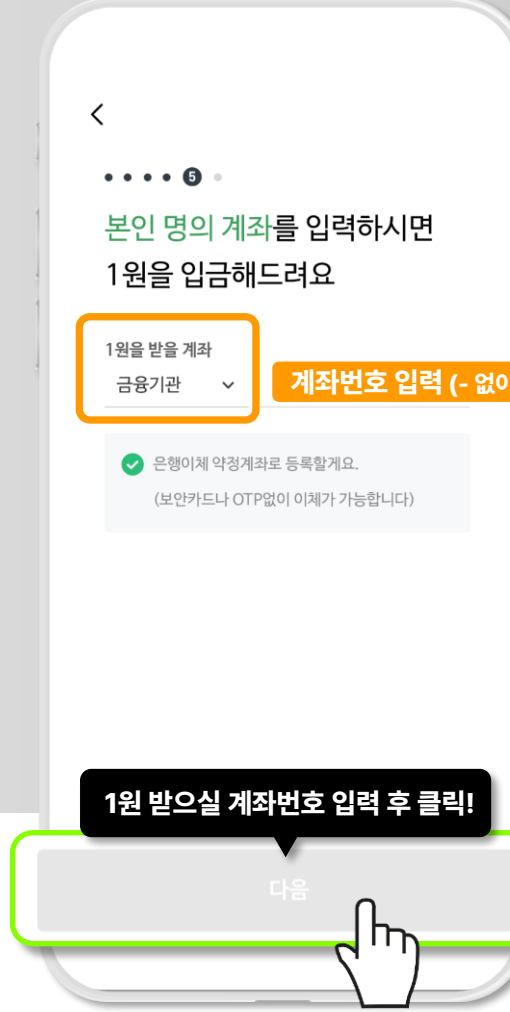 5
본인 명의 계좌를 입력하시면
1원을 입금해드려요
1원을 받을 계좌
금융기관
계좌번호 입력 (- 없이
은행이체 약정계좌로 등록할게요.
(보안카드나 OTP없이 이체가 가능합니다)
1원 받으실 계좌번호 입력 후 클릭!
다음